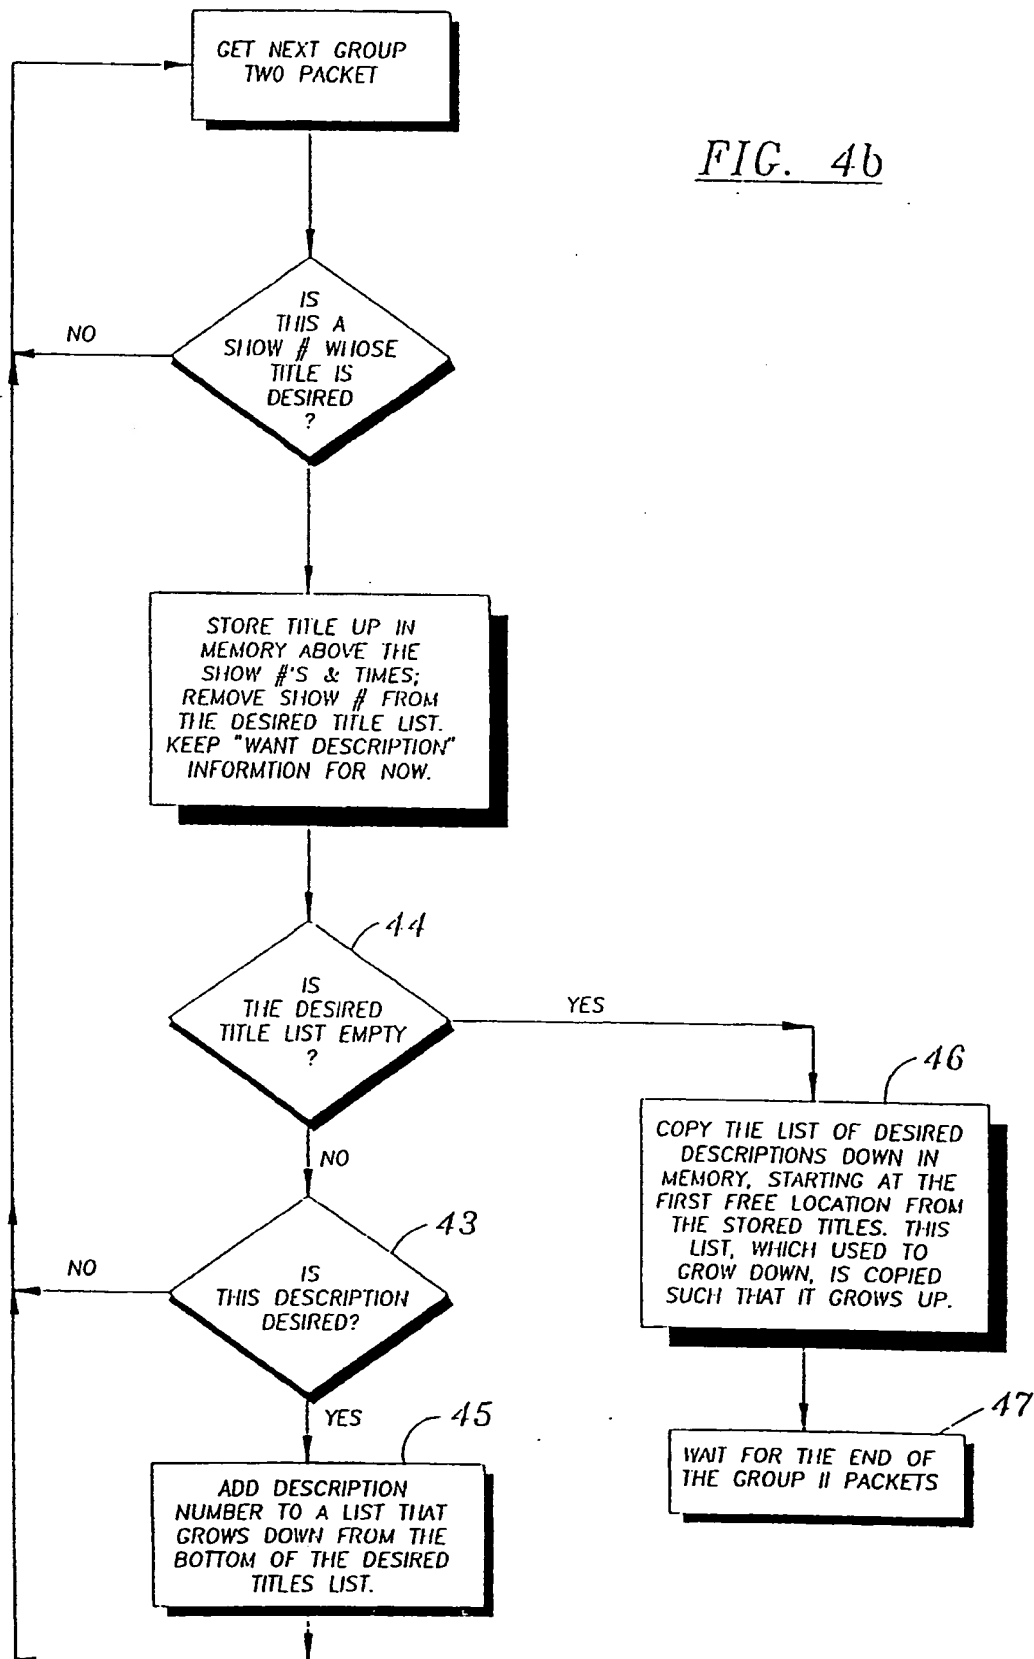 GET NEXT GROUP
TWO PACKET
FIG. 4b
IS
THIS A
SHOW # WHOSE
TITLE IS
DESIRED
?
NO
STORE TITLE UP IN
MEMORY ABOVE THE
SHOW #'S & TIMES;
REMOVE SHOW # FROM
THE DESIRED TITLE LIST.
KEEP "WANT DESCRIPTION"
INFORMTION FOR NOW.
44
IS
THE DESIRED
TITLE LIST EMPTY
?
YES
NO
46
COPY THE LIST OF DESIRED
DESCRIPTIONS DOWN IN
MEMORY, STARTING AT THE
FIRST FREE LOCATION FROM
THE STORED TITLES. THIS
LIST, WHICH USED TO
GROW DOWN, IS COPIED
SUCH THAT IT GROWS UP.
43
IS
THIS DESCRIPTION
DESIRED?
NO
YES
45
ADD DESCRIPTION
NUMBER TO A LIST THAT
GROWS DOWN FROM THE
BOTTOM OF THE DESIRED
TITLES LIST.
47
WAIT FOR THE END OF
THE GROUP II PACKETS